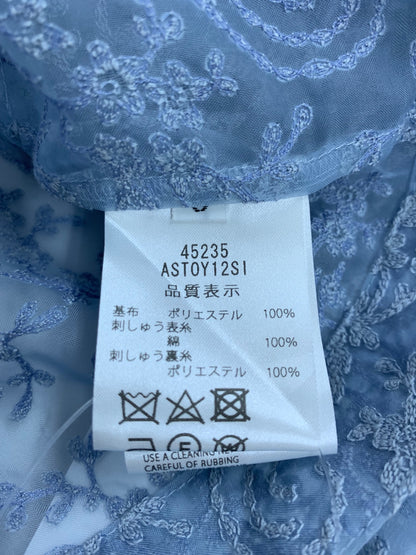 45235
ASTOY12SI
品質表示
基布 ポリエステル 100%
刺しゅう表糸
綿 100%
刺しゅう裏糸
ポリエステル 100%
USE A CLEANING
CAREFUL OF RUBBING